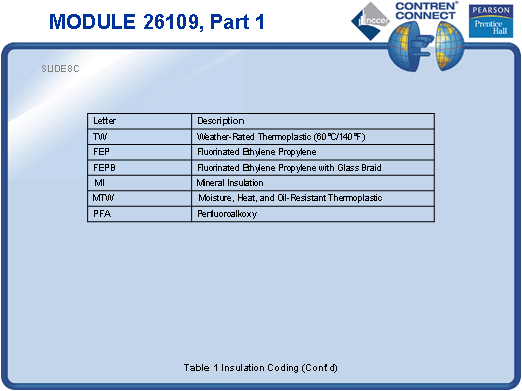 MODULE 26109, Part 1
nccer
CONTREN®
CONNECT
PEARSON
Prentice
Hall
SLIDE 8C
Letter Description
TW Weather-Rated Thermoplastic (60°C/140°F)
FEP Fluorinated Ethylene Propylene
FEPB Fluorinated Ethylene Propylene with Glass Braid
MI Mineral Insulation
MTW Moisture, Heat, and Oil-Resistant Thermoplastic
PFA Perfluoroalkoxy
Table 1 Insulation Coding (Cont'd)